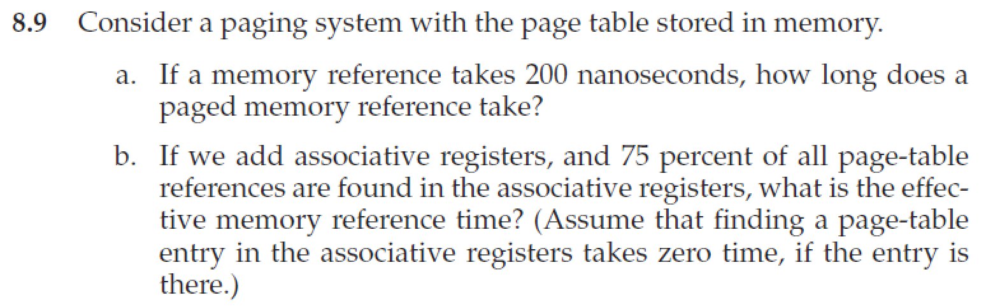 8.9 Consider a paging system with the page table stored in memory.
a. If a memory reference takes 200 nanoseconds, how long does a
paged memory reference take?
b. If we add associative registers, and 75 percent of all page-table
references are found in the associative registers, what is the effec-
tive memory reference time? (Assume that finding a page-table
entry in the associative registers takes zero time, if the entry is
there.)